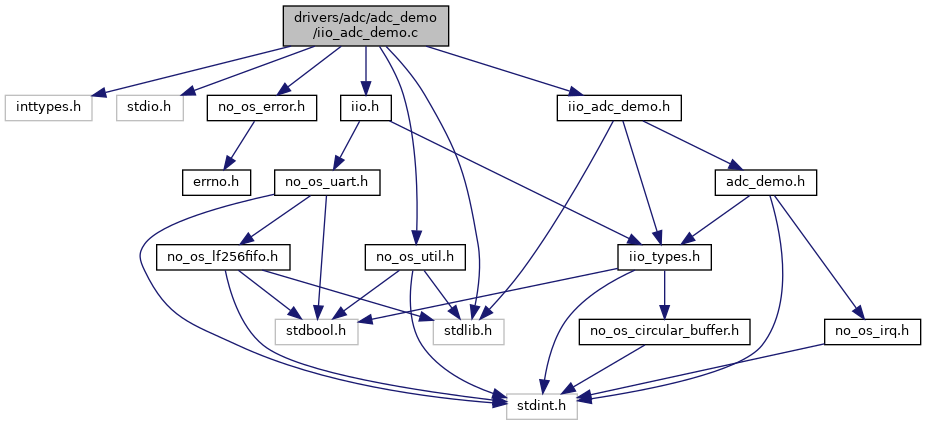 drivers/adc/adc_demo
/iio_adc_demo.c
inttypes.h
stdio.h
no_os_error.h
iio.h
iio_adc_demo.h
errno.h
no_os_uart.h
adc_demo.h
no_os_lf256fifo.h
no_os_util.h
iio_types.h
stdbool.h
stdlib.h
no_os_circular_buffer.h
no_os_irq.h
stdint.h